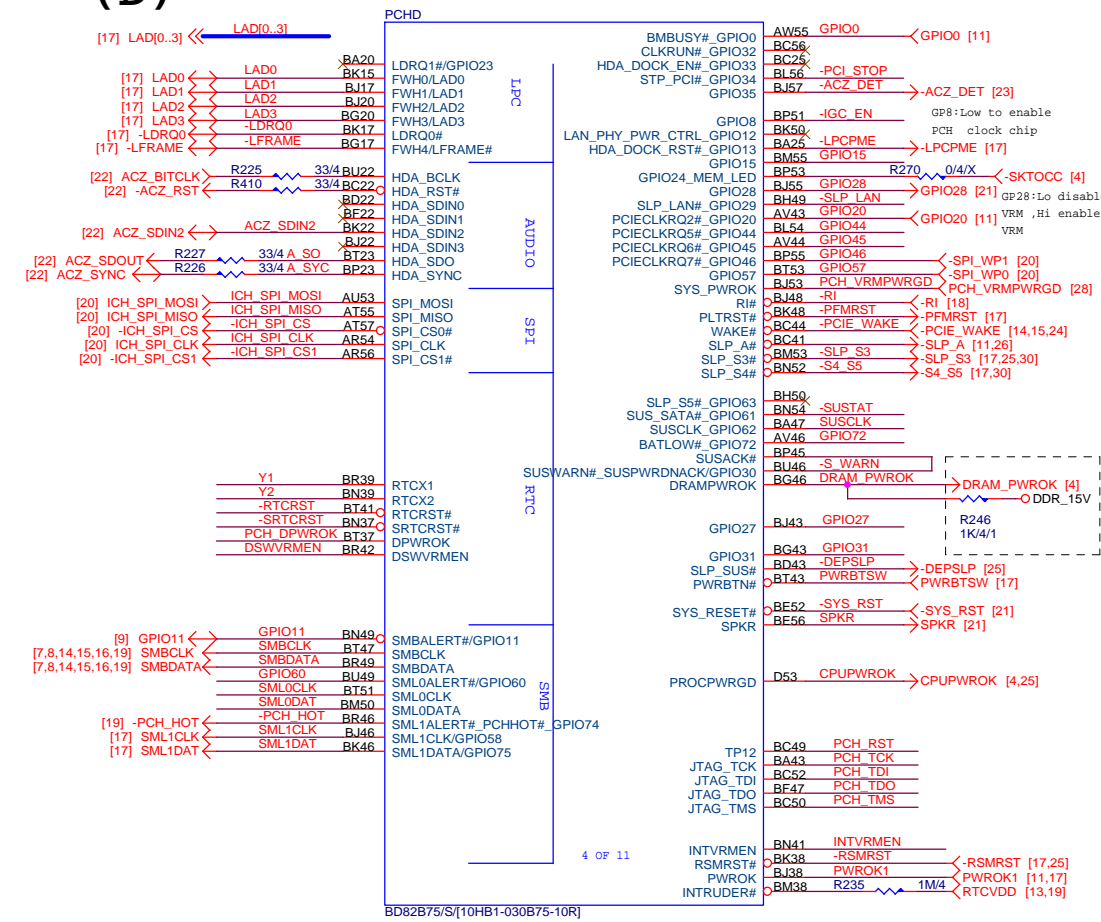 (D)
PCHD
[17] LAD[0..3] LAD[0..3]
BA20 LDRQ1#/GPIO23
[17] LAD0 LAD0 BK15 FWH0/LAD0
[17] LAD1 LAD1 BJ17 FWH1/LAD1
[17] LAD2 LAD2 BJ20 FWH2/LAD2
[17] LAD3 LAD3 BG20 FWH3/LAD3
[17] -LDRQ0 -LDRQ0 BK17 LDRQ0#
[17] -LFRAME -LFRAME BG17 FWH4/LFRAME#
LPC
[22] ACZ_BITCLK R225 33/4 BU22 HDA_BCLK
[22] -ACZ_RST R410 33/4 BC22 HDA_RST#
BD22 HDA_SDIN0
BF22 HDA_SDIN1
[22] ACZ_SDIN2 ACZ_SDIN2 BK22 HDA_SDIN2
BJ22 HDA_SDIN3
[22] ACZ_SDOUT R227 33/4 A_SO BT23 HDA_SDO
[22] ACZ_SYNC R226 33/4 A_SYC BP23 HDA_SYNC
AUDIO
[20] ICH_SPI_MOSI ICH_SPI_MOSI AU53 SPI_MOSI
[20] ICH_SPI_MISO ICH_SPI_MISO AT55 SPI_MISO
[20] -ICH_SPI_CS -ICH_SPI_CS AT57 SPI_CS0#
[20] ICH_SPI_CLK ICH_SPI_CLK AR54 SPI_CLK
[20] -ICH_SPI_CS1 -ICH_SPI_CS1 AR56 SPI_CS1#
SPI
Y1 BR39 RTCX1
Y2 BN39 RTCX2
-RTCRST BT41 RTCRST#
-SRTCRST BN37 SRTCRST#
PCH_DPWROK BT37 DPWROK
DSWVRMEN BR42 DSWVRMEN
RTC
[9] GPIO11 GPIO11 BN49 SMBALERT#/GPIO11
[7,8,14,15,16,19] SMBCLK SMBCLK BT47 SMBCLK
[7,8,14,15,16,19] SMBDATA SMBDATA BR49 SMBDATA
GPIO60 BU49 SML0ALERT#/GPIO60
SML0CLK BT51 SML0CLK
SML0DAT BM50 SML0DATA
[19] -PCH_HOT -PCH_HOT BR46 SML1ALERT#_PCHHOT#_GPIO74
[17] SML1CLK SML1CLK BJ46 SML1CLK/GPIO58
[17] SML1DAT SML1DAT BK46 SML1DATA/GPIO75
SMB
MBUSY#_GPIO0 AW55 GPIO0 GPIO0 [11]
CLKRUN#_GPIO32 BC56
HDA_DOCK_EN#_GPIO33 BC25
STP_PCI#_GPIO34 BL56 -PCI_STOP
GPIO35 BJ57 -ACZ_DET -ACZ_DET [23]
GPIO8 BP51 -IGC_EN
GP8:Low to enable
PCH clock chip
LAN_PHY_PWR_CTRL_GPIO12 BK50
HDA_DOCK_RST#_GPIO13 BA25 -LPCPME -LPCPME [17]
GPIO15 BM55 GPIO15
GPIO24_MEM_LED BP53 R270 0/4/X -SKTOCC [4]
GPIO28 BJ55 GPIO28 GPIO28 [21]
SLP_LAN#_GPIO29 BH49 -SLP_LAN
PCIECLKRQ2#_GPIO20 AV43 GPIO20 GPIO20 [11]
GP28:Lo disabl
VRM ,Hi enable
VRM
PCIECLKRQ5#_GPIO44 BL54 GPIO44
PCIECLKRQ6#_GPIO45 AV44 GPIO45
PCIECLKRQ7#_GPIO46 BP55 GPIO46 -SPI_WP1 [20]
GPIO57 BT53 GPIO57 -SPI_WP0 [20]
SYS_PWROK BJ53 PCH_VRMPWRGD PCH_VRMPWRGD [28]
RI# BJ48 -RI -RI [18]
PLTRST# BK48 -PFMRST -PFMRST [17]
WAKE# BC44 -PCIE_WAKE -PCIE_WAKE [14,15,24]
SLP_A# BC41 -SLP_A [11,26]
SLP_S3# BM53 -SLP_S3 -SLP_S3 [17,25,30]
SLP_S4# BN52 -S4_S5 -S4_S5 [17,30]
SLP_S5#_GPIO63 BH50
SUS_SATA#_GPIO61 BN54 -SUSTAT
SUSCLK_GPIO62 BA47 SUSCLK
BATLOW#_GPIO72 AV46 GPIO72
SUSACK# BP45
SUSWARN#_SUSPWRDNACK/GPIO30 BU46 -S_WARN
DRAMPWROK BG46 DRAM_PWROK DRAM_PWROK [4]
DDR_15V
R246
1K/4/1
GPIO27 BJ43 GPIO27
GPIO31 BG43 GPIO31
SLP_SUS# BD43 -DEPSLP -DEPSLP [25]
PWRBTN# BT43 PWRBTSW PWRBTSW [17]
SYS_RESET# BE52 -SYS_RST -SYS_RST [21]
SPKR BE56 SPKR SPKR [21]
PROCPWRGD D53 CPUPWROK CPUPWROK [4,25]
TP12 BC49 PCH_RST
JTAG_TCK BA43 PCH_TCK
JTAG_TDI BC52 PCH_TDI
JTAG_TDO BF47 PCH_TDO
JTAG_TMS BC50 PCH_TMS
INTVRMEN BN41 INTVRMEN
RSMRST# BK38 -RSMRST -RSMRST [17,25]
PWROK BJ38 PWROK1 PWROK1 [11,17]
INTRUDER# BM38 R235 1M/4 RTCVDD [13,19]
4 OF 11
BD82B75/S/[10HB1-030B75-10R]